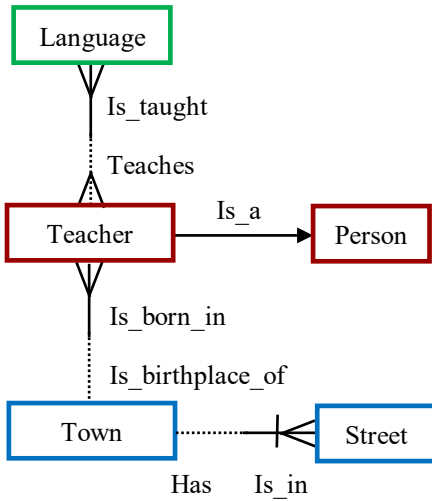 Language
Is_taught
Teaches
Is_a
Teacher
Person
Is_born_in
Is_birthplace_of
Town
Street
Has
Is_in